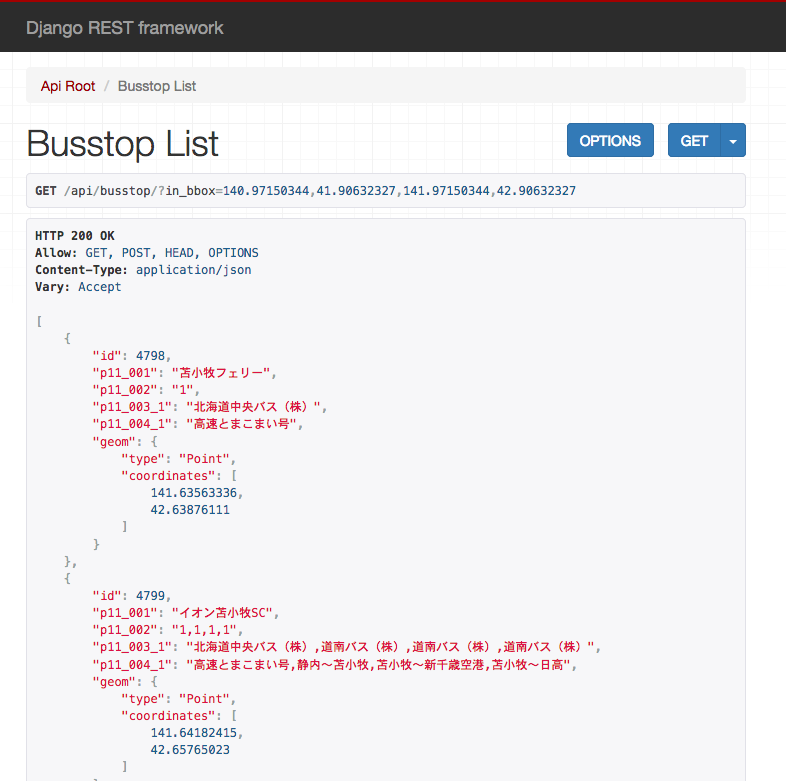 Django REST framework
Api Root / Busstop List
Busstop List
OPTIONS
GET
GET /api/busstop/?in_bbox=140.97150344,41.90632327,141.97150344,42.90632327
HTTP 200 OK
Allow: GET, POST, HEAD, OPTIONS
Content-Type: application/json
Vary: Accept
[
{
"id": 4798,
"p11_001": "苫小牧フェリー",
"p11_002": "1",
"p11_003_1": "北海道中央バス（株）",
"p11_004_1": "高速とまこまい号",
"geom": {
"type": "Point",
"coordinates": [
141.63563336,
42.63876111
]
}
},
{
"id": 4799,
"p11_001": "イオン苫小牧SC",
"p11_002": "1,1,1,1",
"p11_003_1": "北海道中央バス（株）,道南バス（株）,道南バス（株）,道南バス（株）",
"p11_004_1": "高速とまこまい号,静内～苫小牧,苫小牧～新千歳空港,苫小牧～日高",
"geom": {
"type": "Point",
"coordinates": [
141.64182415,
42.65765023
]